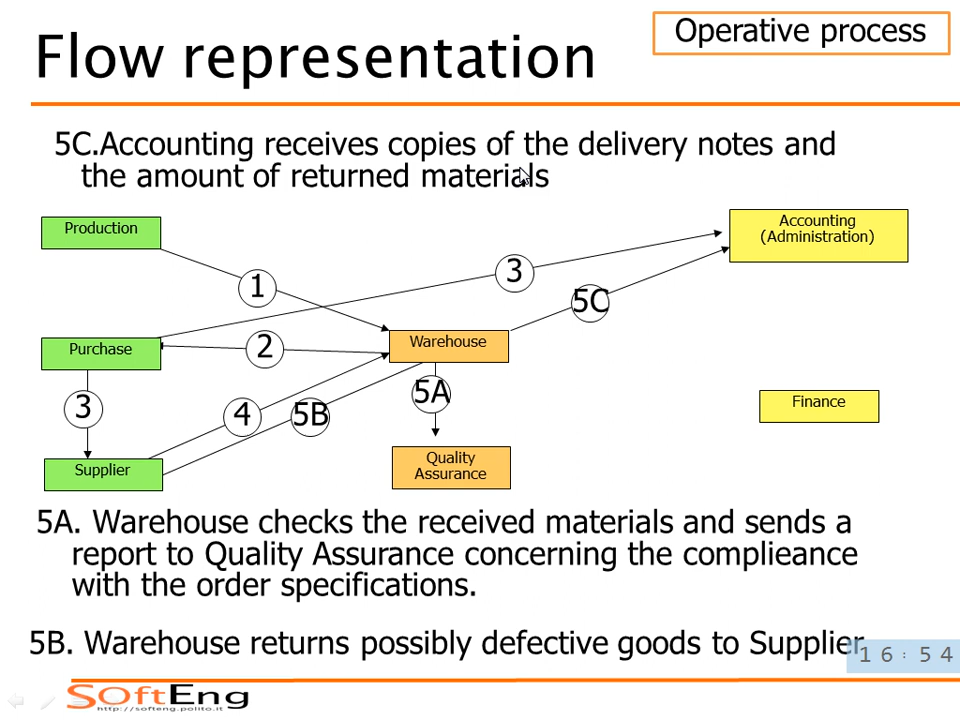 Operative process
Flow representation
5C.Accounting receives copies of the delivery notes and
the amount of returned materials
Production
Accounting
(Administration)
1
3
5C
Purchase
2
Warehouse
3
4
5B
5A
Finance
Supplier
Quality
Assurance
5A. Warehouse checks the received materials and sends a
report to Quality Assurance concerning the complieance
with the order specifications.
5B. Warehouse returns possibly defective goods to Supplier
16:54
SOftEng
http://softeng.polito.it